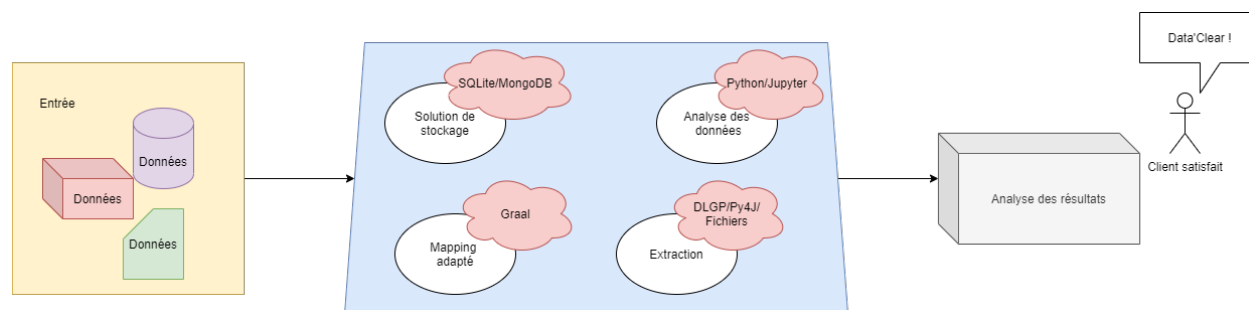 Entrée
Données
Données
Données
SQLite/MongoDB
Solution de
stockage
Python/Jupyter
Analyse des
données
Graal
Mapping
adapté
DLGP/Py4J/
Fichiers
Extraction
Analyse des résultats
Data'Clear !
Client satisfait